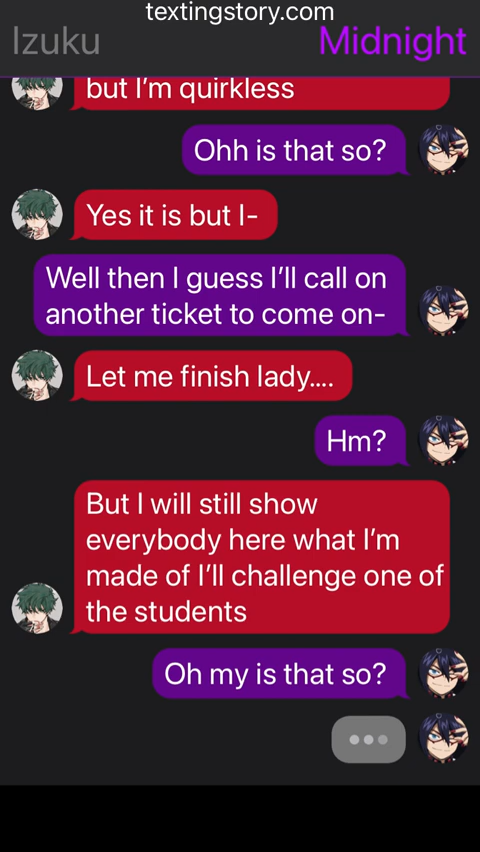 textingstory.com
Izuku
Midnight
but I'm quirkless
Ohh is that so?
Yes it is but I-
Well then I guess I'll call on
another ticket to come on-
Let me finish lady....
Hm?
But I will still show
everybody here what I'm
made of I'll challenge one of
the students
Oh my is that so?